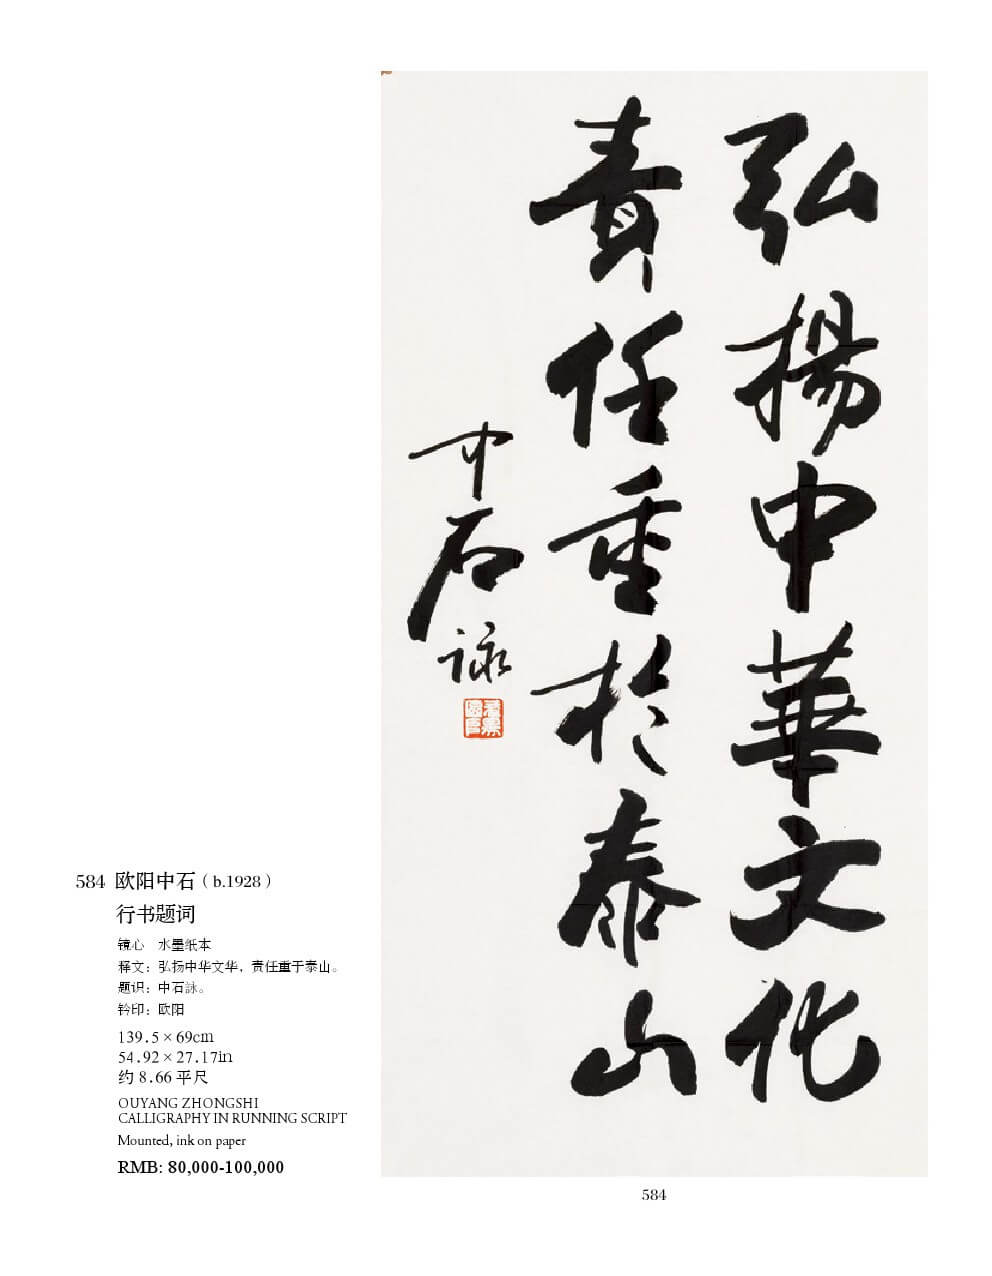 弘揚中華文化
責任重於泰山
中石詠
584 欧阳中石（b.1928）
行书题词
镜心　水墨纸本
释文：弘扬中华文华，责任重于泰山。
题识：中石詠。
钤印：欧阳
139.5 × 69cm
54.92 × 27.17in
约 8.66 平尺
OUYANG ZHONGSHI
CALLIGRAPHY IN RUNNING SCRIPT
Mounted, ink on paper
RMB: 80,000-100,000
584